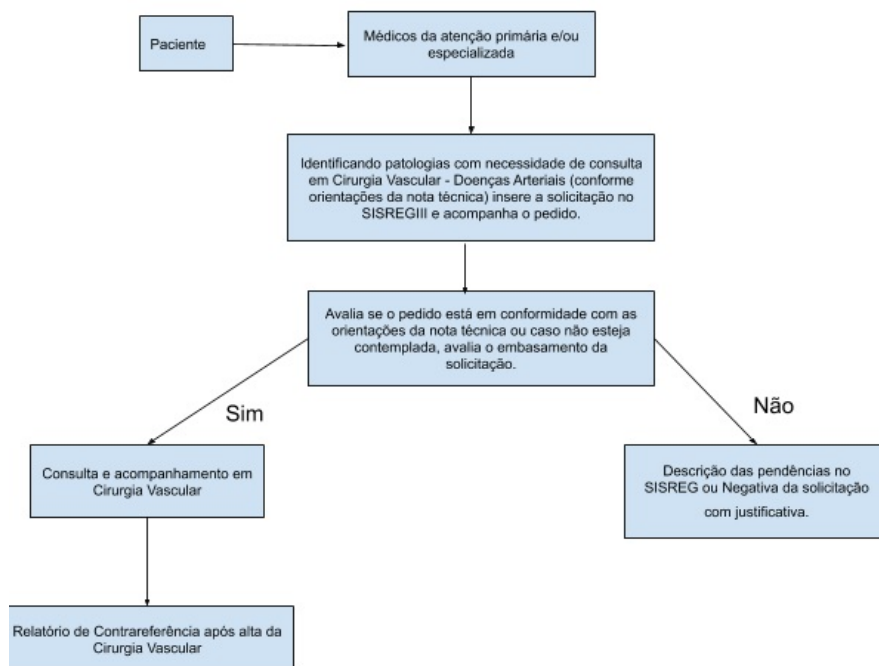 Paciente
Médicos da atenção primária e/ou
especializada
Identificando patologias com necessidade de consulta
em Cirurgia Vascular - Doenças Arteriais (conforme
orientações da nota técnica) insere a solicitação no
SISREGIII e acompanha o pedido.
Avalia se o pedido está em conformidade com as
orientações da nota técnica ou caso não esteja
contemplada, avalia o embasamento da
solicitação.
Sim
Não
Consulta e acompanhamento em
Cirurgia Vascular
Descrição das pendências no
SISREG ou Negativa da solicitação
com justificativa.
Relatório de Contrareferência após alta da
Cirurgia Vascular